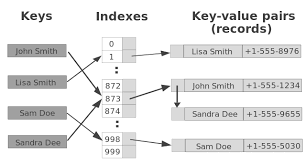 Keys
Indexes
Key-value pairs
(records)
John Smith
Lisa Smith
Sam Doe
Sandra Dee
0
1
:
872
873
874
:
998
999
Lisa Smith +1-555-8976
John Smith +1-555-1234
Sandra Dee +1-555-9655
Sam Doe +1-555-5030